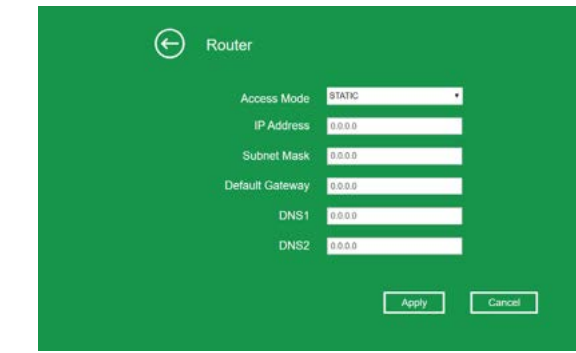 Router
Access Mode STATIC
IP Address 0.0.0.0
Subnet Mask 0.0.0.0
Default Gateway 0.0.0.0
DNS1 0.0.0.0
DNS2 0.0.0.0
Apply Cancel